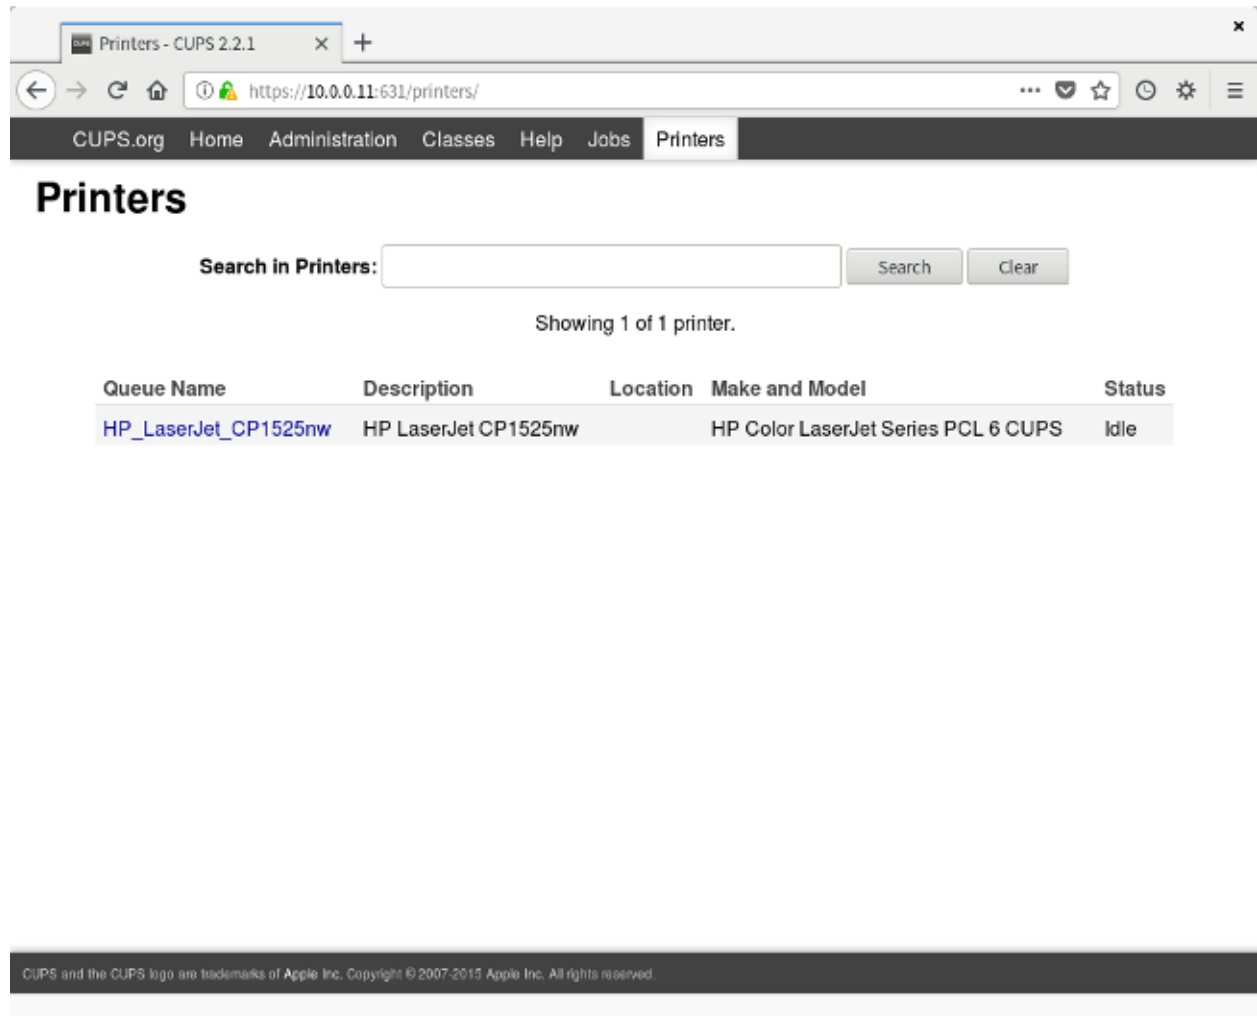 CUPS Printers - CUPS 2.2.1
https://10.0.0.11:631/printers/
CUPS.org Home Administration Classes Help Jobs Printers
Printers
Search in Printers: Search Clear
Showing 1 of 1 printer.
Queue Name Description Location Make and Model Status
HP_LaserJet_CP1525nw HP LaserJet CP1525nw HP Color LaserJet Series PCL 6 CUPS Idle
CUPS and the CUPS logo are trademarks of Apple Inc. Copyright © 2007-2015 Apple Inc. All rights reserved.